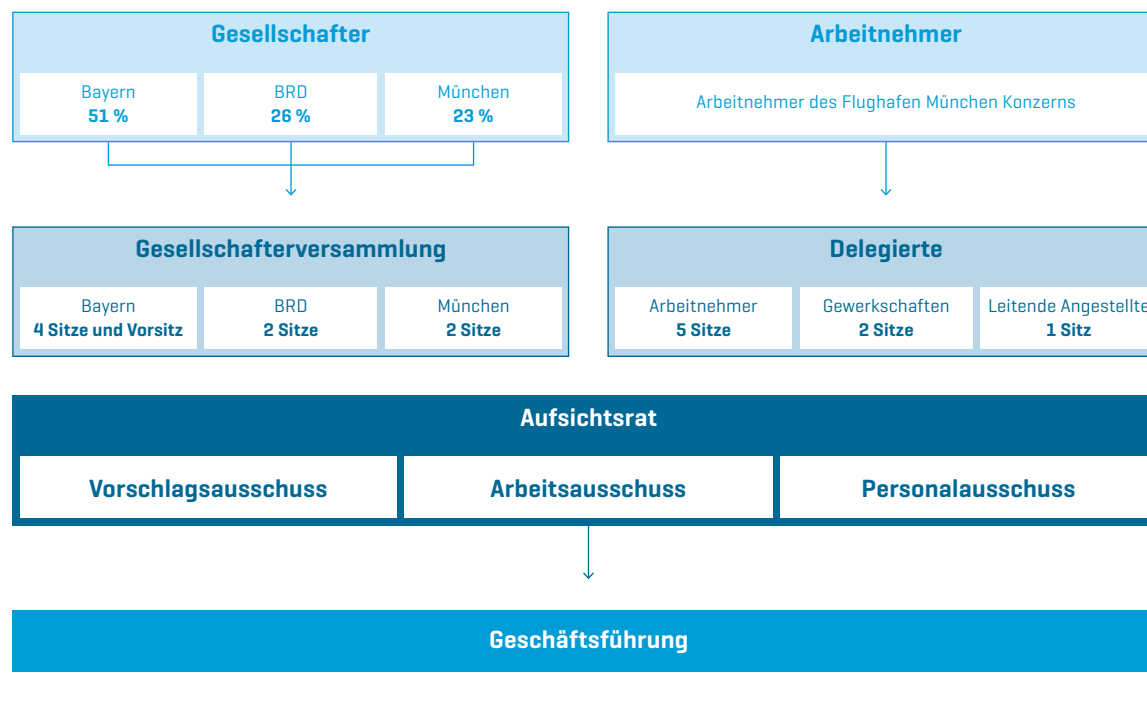 Gesellschafter
Bayern
51 %
BRD
26 %
München
23 %
Arbeitnehmer
Arbeitnehmer des Flughafen München Konzerns
Gesellschafterversammlung
Bayern
4 Sitze und Vorsitz
BRD
2 Sitze
München
2 Sitze
Delegierte
Arbeitnehmer
5 Sitze
Gewerkschaften
2 Sitze
Leitende Angestellte
1 Sitz
Aufsichtsrat
Vorschlagsausschuss
Arbeitsausschuss
Personalausschuss
Geschäftsführung